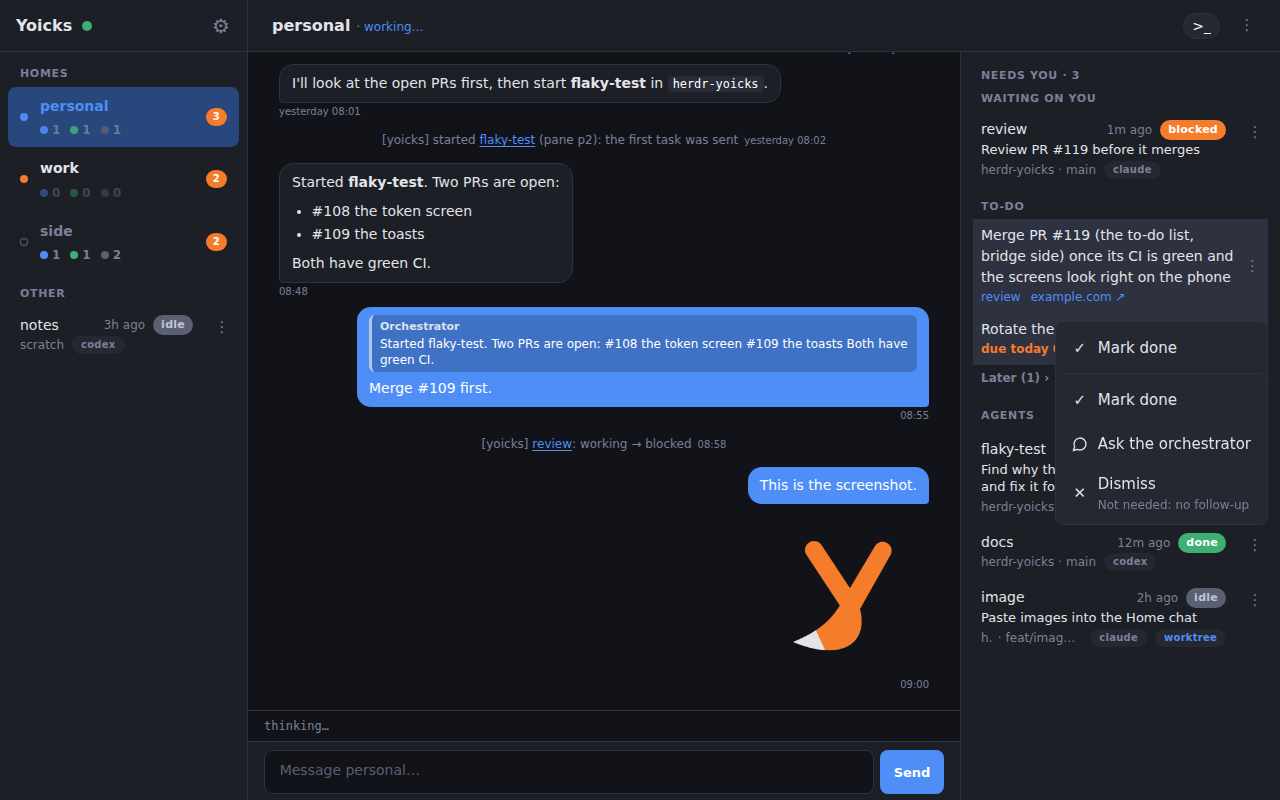 Yoicks
HOMES
personal
1 1 1
3
work
0 0 0
2
side
1 1 2
2
OTHER
notes 3h ago idle
scratch codex
personal · working…
>_
I'll look at the open PRs first, then start flaky-test in herdr-yoicks.
yesterday 08:01
[yoicks] started flaky-test (pane p2): the first task was sent yesterday 08:02
Started flaky-test. Two PRs are open:
• #108 the token screen
• #109 the toasts
Both have green CI.
08:48
Orchestrator
Started flaky-test. Two PRs are open: #108 the token screen #109 the toasts Both have
green CI.
Merge #109 first.
08:55
[yoicks] review: working → blocked 08:58
This is the screenshot.
09:00
thinking…
Message personal…
Send
NEEDS YOU · 3
WAITING ON YOU
review 1m ago blocked
Review PR #119 before it merges
herdr-yoicks · main claude
TO-DO
Merge PR #119 (the to-do list,
bridge side) once its CI is green and
the screens look right on the phone
review example.com ↗
Rotate the
due today
Later (1) ›
✓ Mark done
✓ Mark done
Ask the orchestrator
✕ Dismiss
Not needed: no follow-up
AGENTS
flaky-test
Find why th
and fix it fo
herdr-yoicks
docs 12m ago done
herdr-yoicks · main codex
image 2h ago idle
Paste images into the Home chat
h. · feat/imag… claude worktree